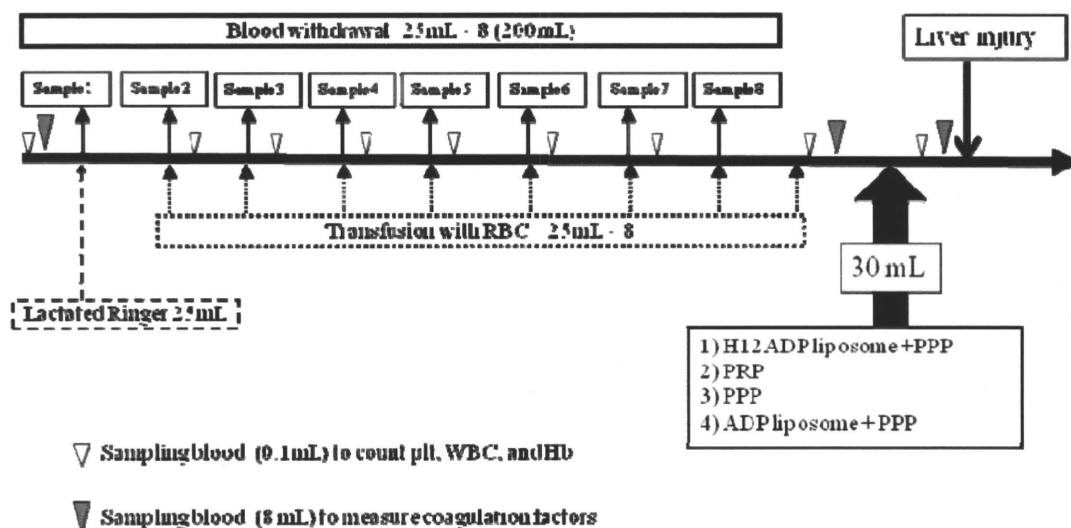 Blood withdrawal 25mL - 8 (200mL)
Liver injury
Sample1 Sample2 Sample3 Sample4 Sample5 Sample6 Sample7 Sample8
Transfusion with RBC 25mL - 8
30 mL
Lactated Ringer 25mL
1) H12 ADP liposome+PPP
2) PRP
3) PPP
4) ADP liposome+PPP
Sampling blood (0.1mL) to count plt, WBC, and Hb
Sampling blood (8 mL) to measure coagulation factors